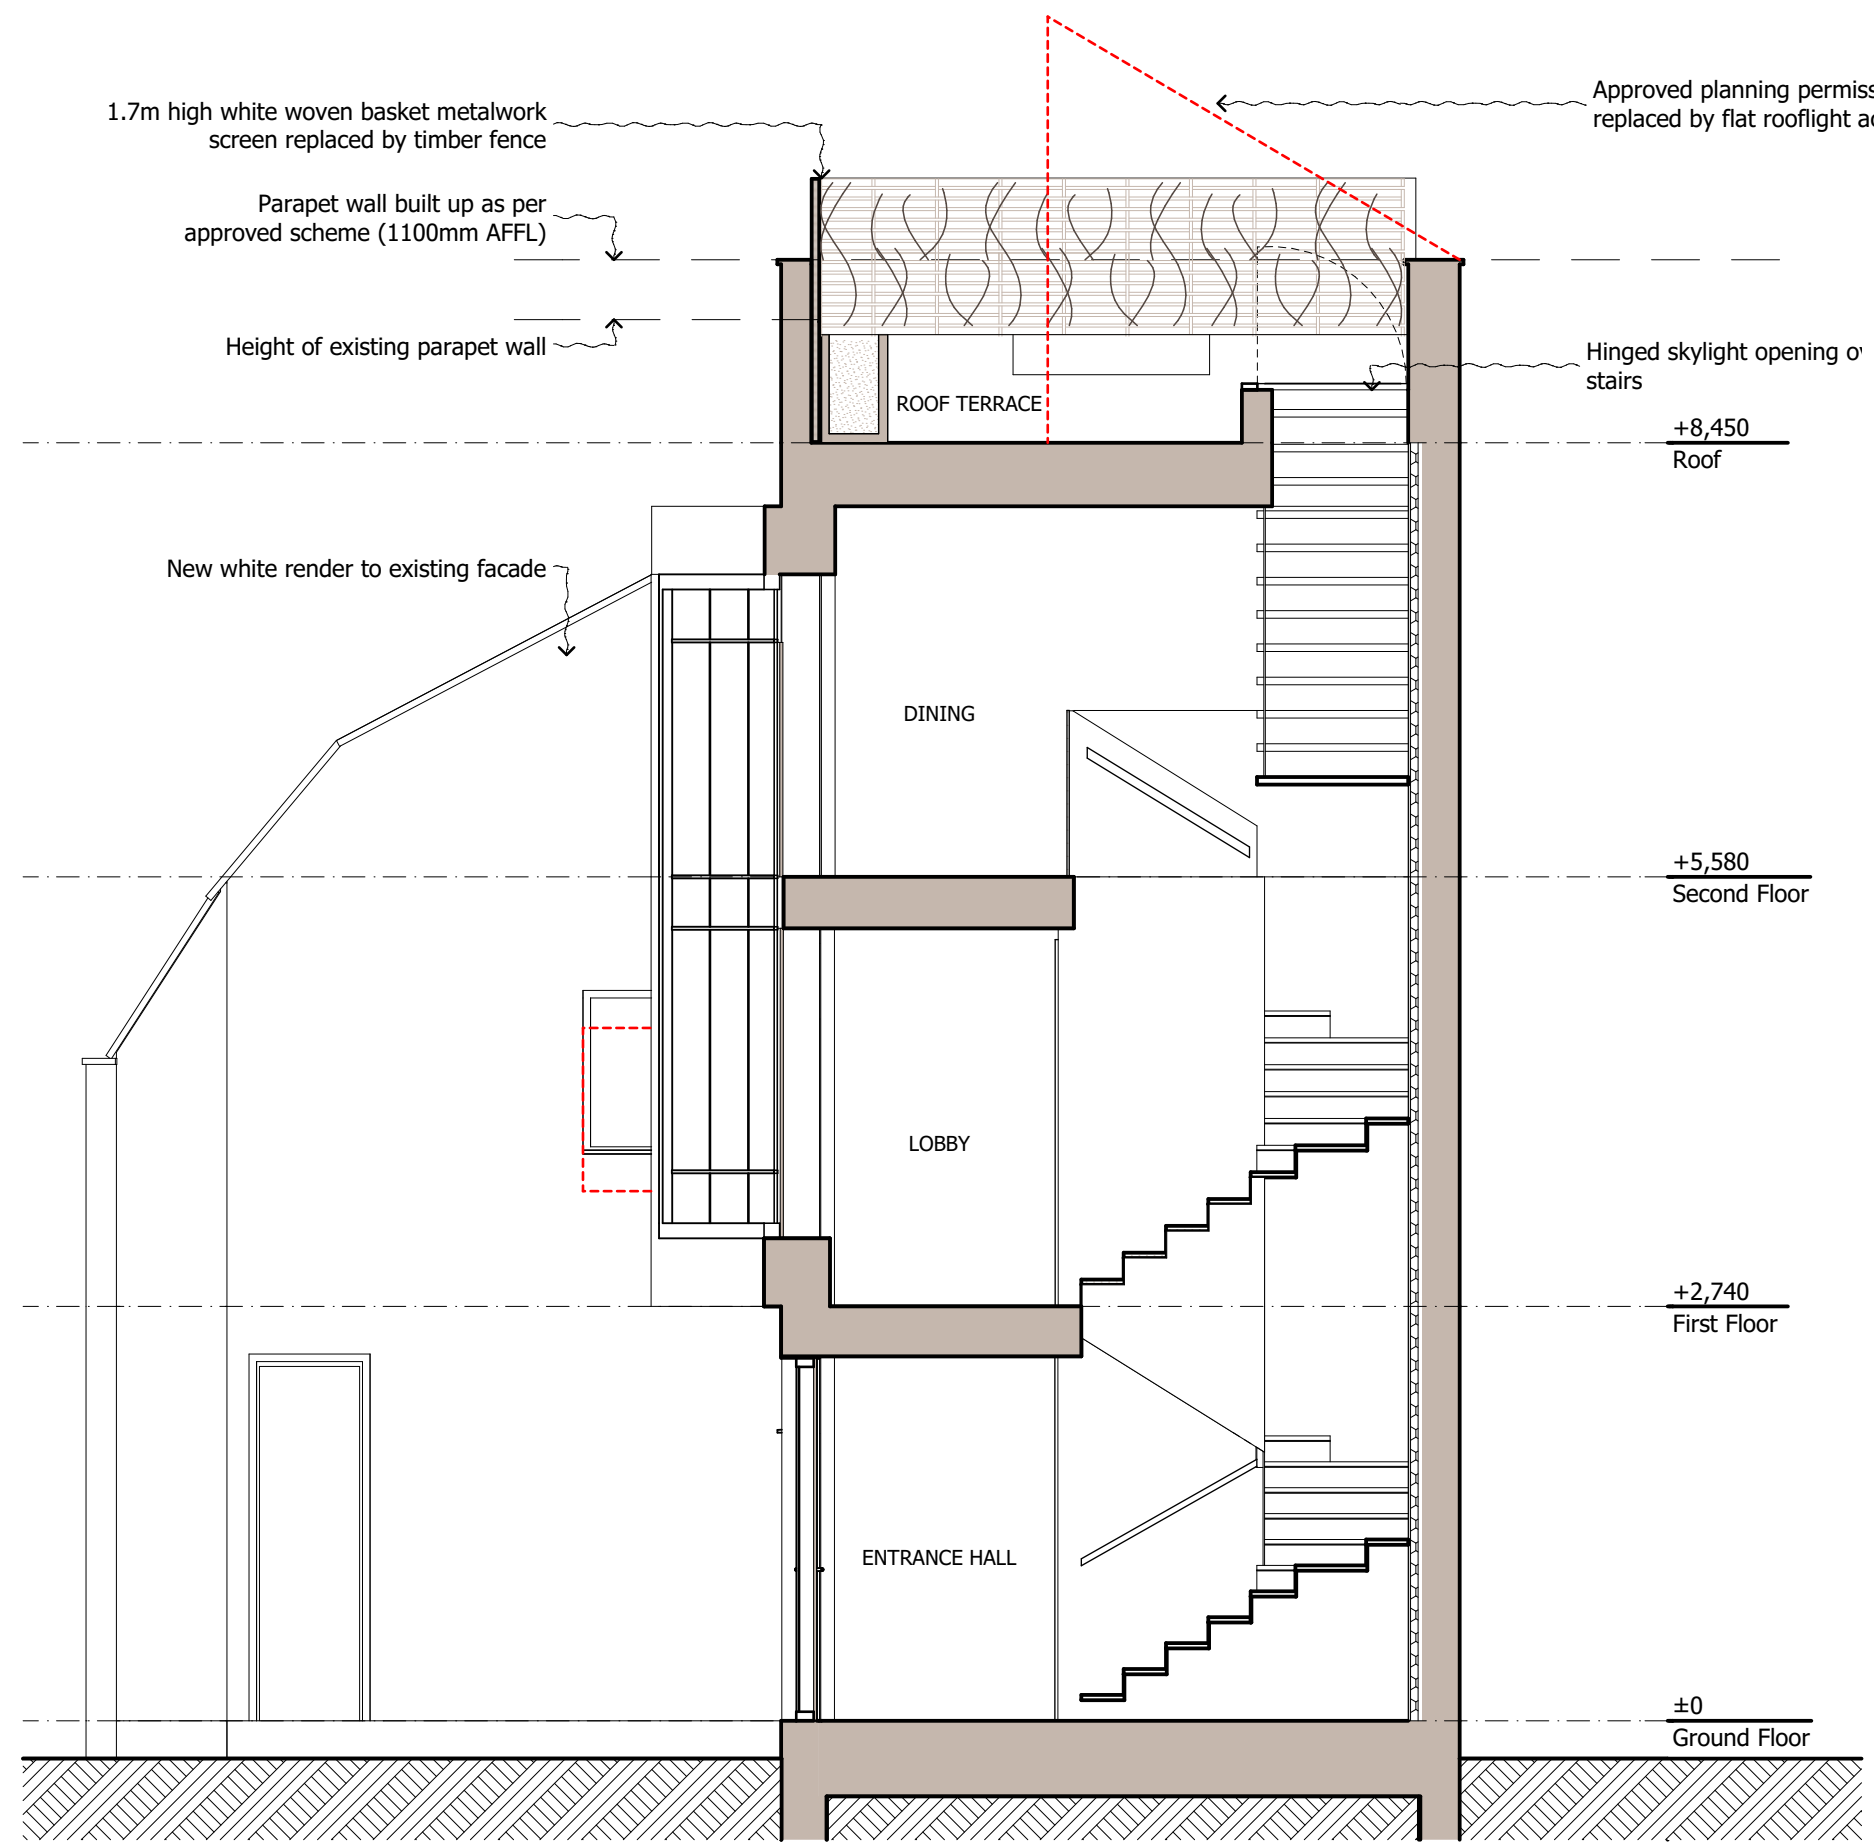 1.7m high white woven basket metalwork
screen replaced by timber fence
Approved planning
replaced by flat rooflight
Parapet wall built up as per
approved scheme (1100mm AFFL)
Height of existing parapet wall
Hinged skylight opening
stairs
ROOF TERRACE
+8,450
Roof
New white render to existing facade
DINING
+5,580
Second Floor
LOBBY
+2,740
First Floor
ENTRANCE HALL
±0
Ground Floor